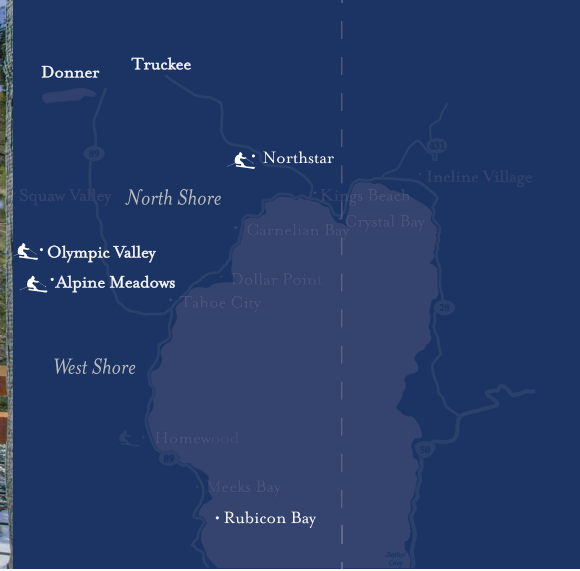 Truckee
Donner
Northstar
Incline Village
Squaw Valley
North Shore
Kings Beach
Crystal Bay
Carnelian Bay
Olympic Valley
Alpine Meadows
Dollar Point
Tahoe City
West Shore
Homewood
50
Meeks Bay
Rubicon Bay